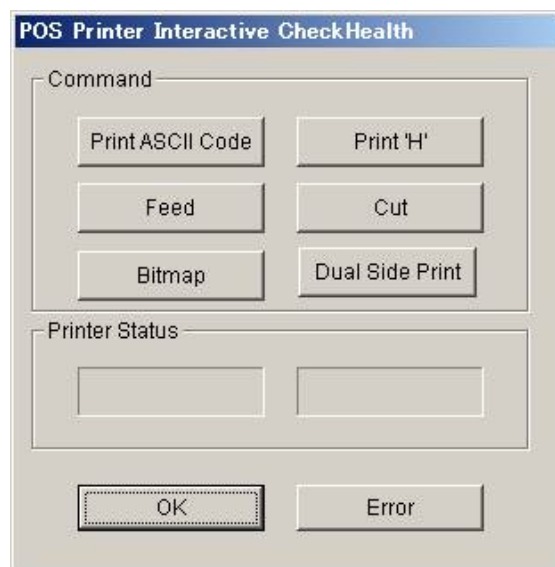 POS Printer Interactive CheckHealth
Command
Print ASCII Code
Print 'H'
Feed
Cut
Bitmap
Dual Side Print
Printer Status
OK
Error